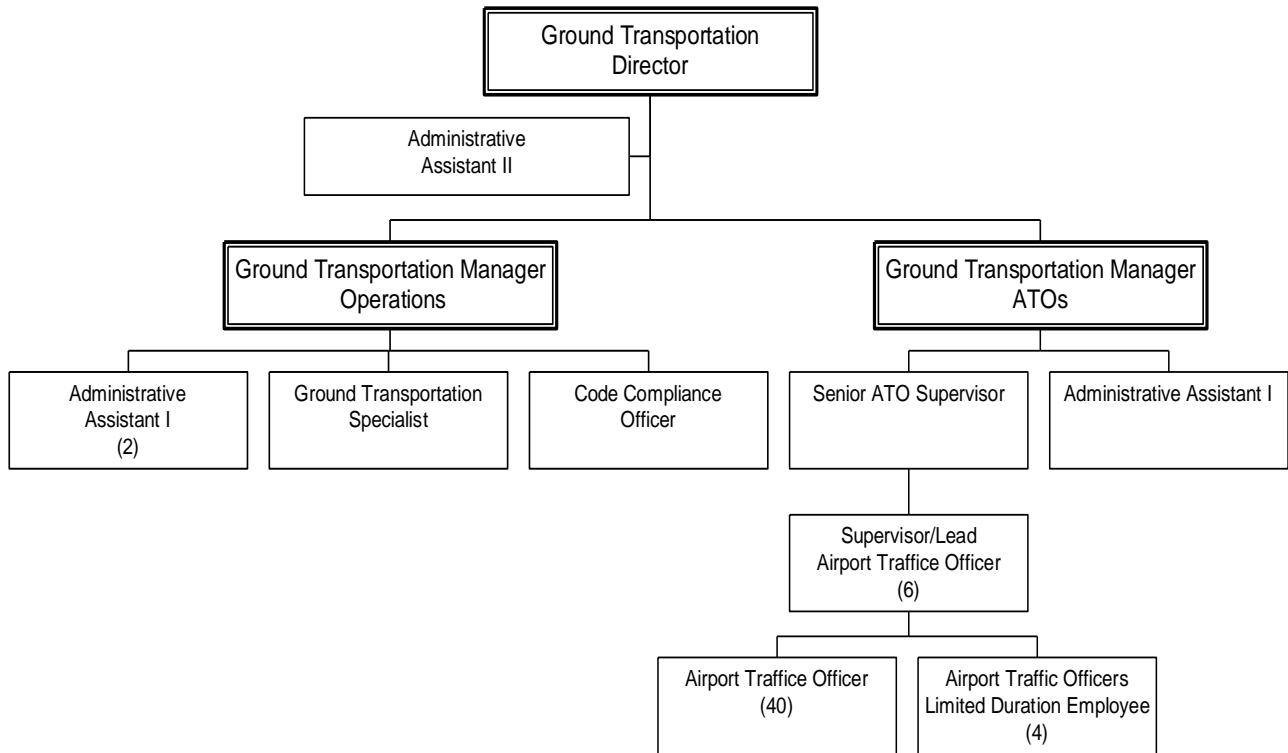 Ground Transportation
Director
Administrative
Assistant II
Ground Transportation Manager
Operations
Ground Transportation Manager
ATOs
Administrative
Assistant I
(2)
Ground Transportation
Specialist
Code Compliance
Officer
Senior ATO Supervisor
Administrative Assistant I
Supervisor/Lead
Airport Traffice Officer
(6)
Airport Traffice Officer
(40)
Airport Traffic Officers
Limited Duration Employee
(4)